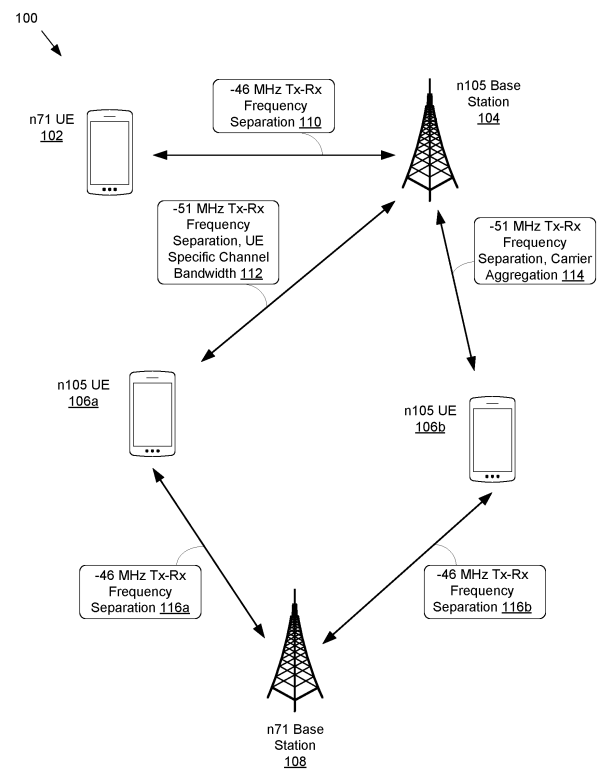 100
n71 UE
102
-46 MHz Tx-Rx
Frequency
Separation 110
n105 Base
Station
104
-51 MHz Tx-Rx
Frequency
Separation, UE
Specific Channel
Bandwidth 112
-51 MHz Tx-Rx
Frequency
Separation, Carrier
Aggregation 114
n105 UE
106a
n105 UE
106b
-46 MHz Tx-Rx
Frequency
Separation 116a
-46 MHz Tx-Rx
Frequency
Separation 116b
n71 Base
Station
108